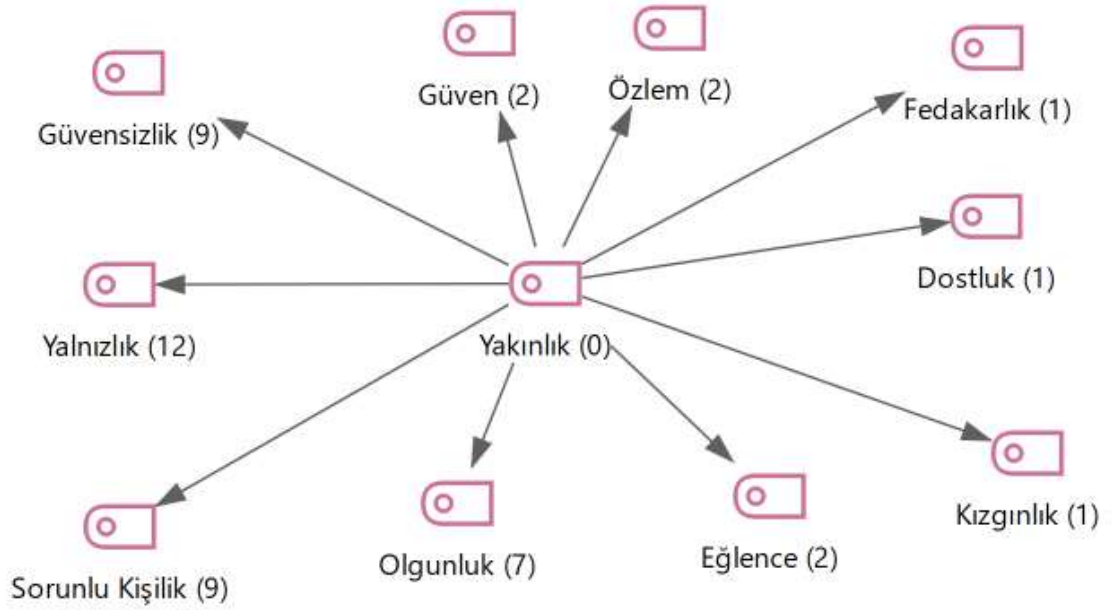 Güven (2)
Özlem (2)
Fedakarlık (1)
Güvensizlik (9)
Dostluk (1)
Yalnızlık (12)
Yakınlık (0)
Kızgınlık (1)
Olgunluk (7)
Eğlence (2)
Sorunlu Kişilik (9)